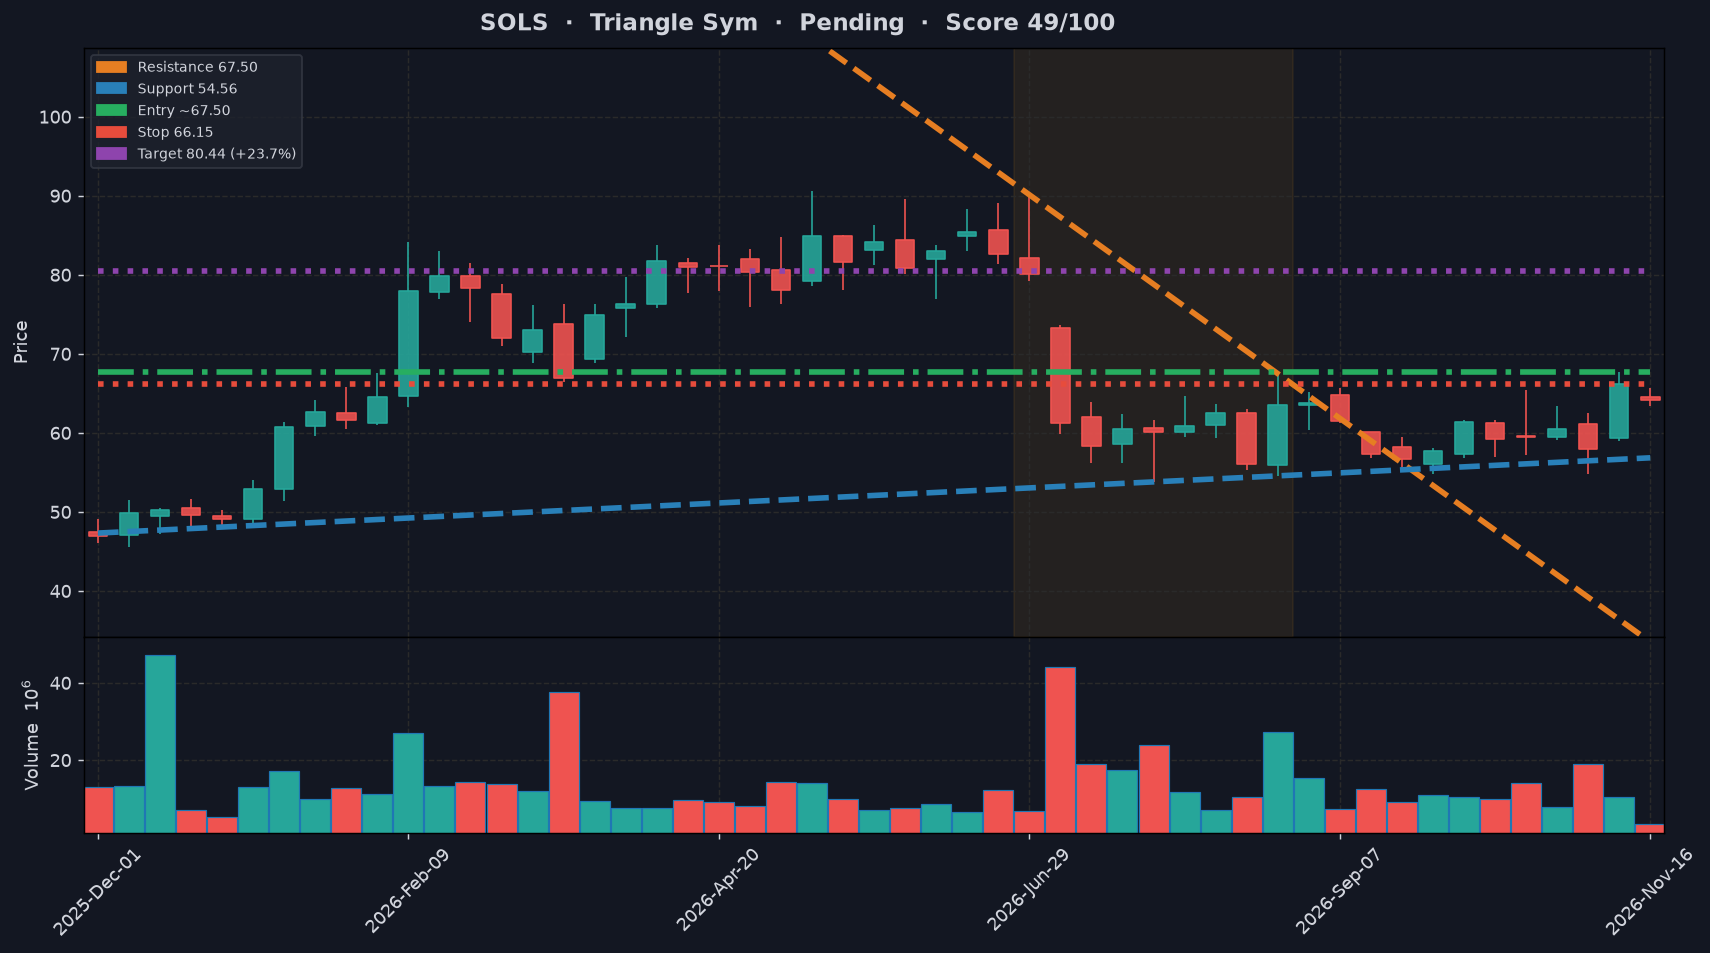 SOLS · Triangle Sym · Pending · Score 49/100
Resistance 67.50
Support 54.56
Entry ~67.50
Stop 66.15
Target 80.44 (+23.7%)
Price
100
90
80
70
60
50
40
Volume 10⁶
40
20
2025-Dec-01
2026-Feb-09
2026-Apr-20
2026-Jun-29
2026-Sep-07
2026-Nov-16